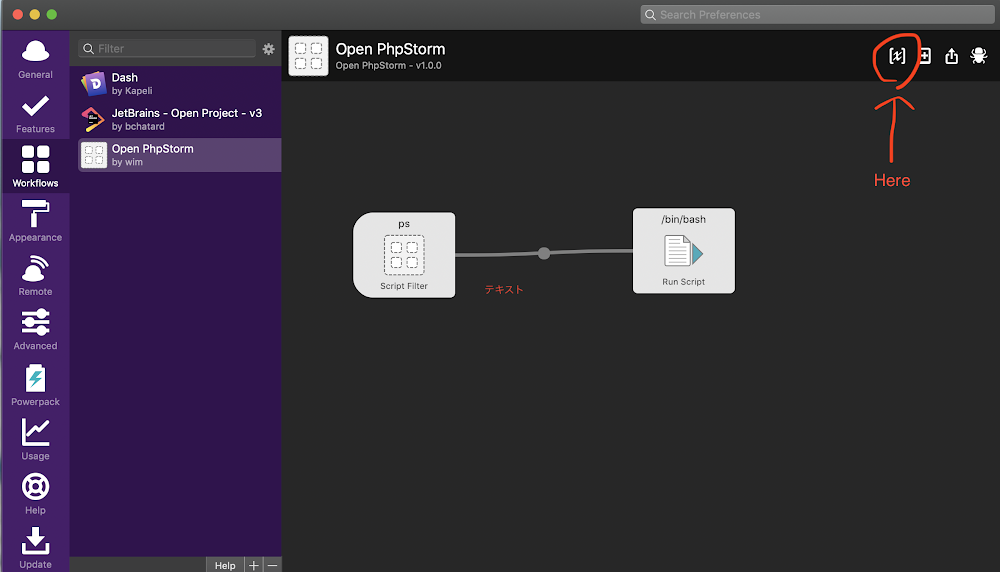 Search Preferences
General
Features
Workflows
Appearance
Remote
Advanced
Powerpack
Usage
Help
Update
Filter
Dash
by Kapeli
JetBrains - Open Project - v3
by bchatard
Open PhpStorm
by wim
Help
Open PhpStorm
Open PhpStorm - v1.0.0
Here
ps
Script Filter
テキスト
/bin/bash
Run Script